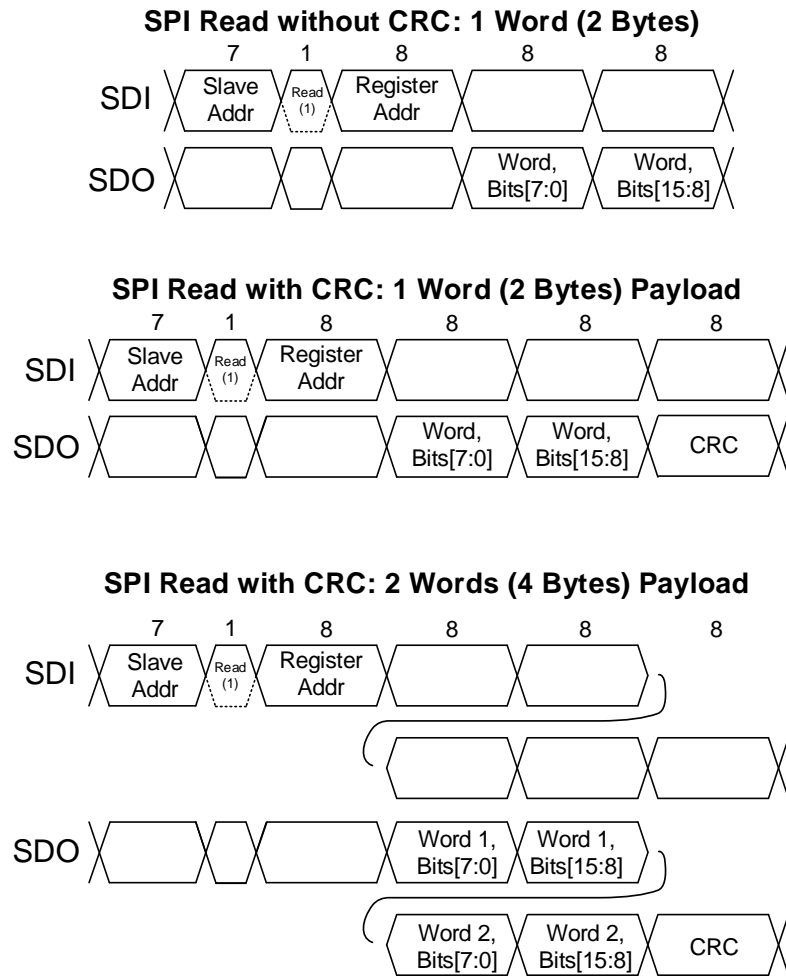 SPI Read without CRC: 1 Word (2 Bytes)
7 1 8 8 8
SDI Slave Addr Read (1) Register Addr
SDO Word, Bits[7:0] Word, Bits[15:8]
SPI Read with CRC: 1 Word (2 Bytes) Payload
7 1 8 8 8 8
SDI Slave Addr Read (1) Register Addr
SDO Word, Bits[7:0] Word, Bits[15:8] CRC
SPI Read with CRC: 2 Words (4 Bytes) Payload
7 1 8 8 8 8
SDI Slave Addr Read (1) Register Addr
SDO Word 1, Bits[7:0] Word 1, Bits[15:8]
Word 2, Bits[7:0] Word 2, Bits[15:8] CRC